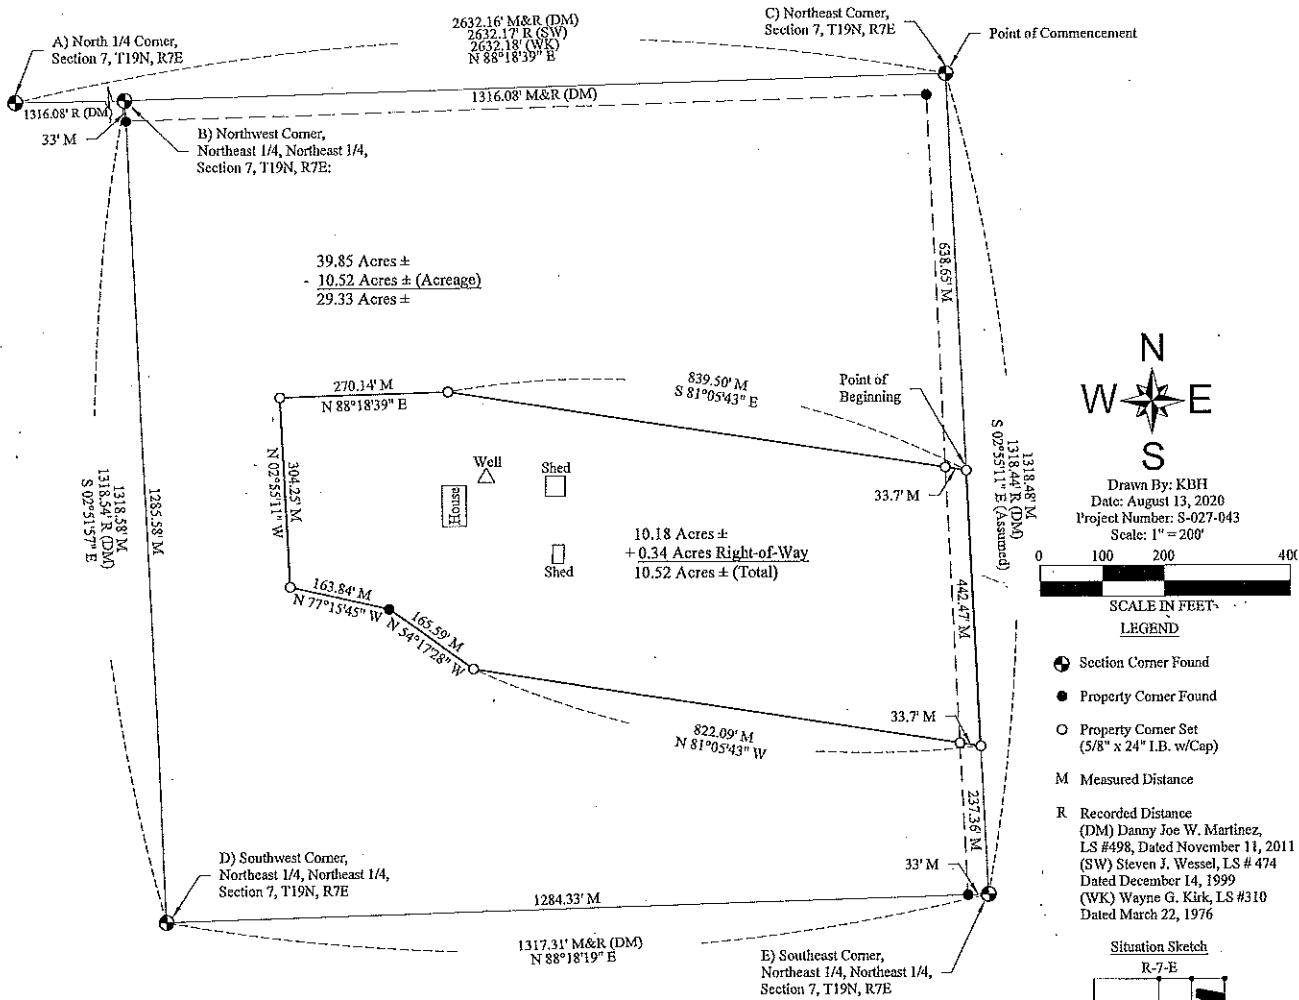 2632.16' M&R (DM)
2632.17' R (SW)
2632.18' (WK)
N 88°18'39" E
C) Northeast Corner,
Section 7, T19N, R7E
Point of Commencement
A) North 1/4 Corner,
Section 7, T19N, R7E
1316.08' R (DM)
1316.08' M&R (DM)
33' M
B) Northwest Corner,
Northeast 1/4, Northeast 1/4,
Section 7, T19N, R7E:
638.65' M
39.85 Acres ±
- 10.52 Acres ± (Acreage)
29.33 Acres ±
270.14' M
N 88°18'39" E
839.50' M
S 81°05'43" E
Point of
Beginning
33.7' M
304.25' M
N 02°55'11" W
Well
Shed
House
Shed
10.18 Acres ±
+ 0.34 Acres Right-of-Way
10.52 Acres ± (Total)
1318.48' M
1318.44' R (DM)
S 02°55'11" E (Assumed)
1285.58' M
1318.58' M
1318.54' R (DM)
S 02°51'57" E
163.84' M
N 77°15'45" W
165.59' M
N 54°17'28" W
442.47' M
822.09' M
N 81°05'43" W
33.7' M
237.36' M
33' M
D) Southwest Corner,
Northeast 1/4, Northeast 1/4,
Section 7, T19N, R7E
1284.33' M
1317.31' M&R (DM)
N 88°18'19" E
E) Southeast Corner,
Northeast 1/4, Northeast 1/4,
Section 7, T19N, R7E
N
W E
S
Drawn By: KBH
Date: August 13, 2020
Project Number: S-027-043
Scale: 1" = 200'
0 100 200 400
SCALE IN FEET
LEGEND
Section Corner Found
Property Corner Found
Property Corner Set
(5/8" x 24" I.B. w/Cap)
M Measured Distance
R Recorded Distance
(DM) Danny Joe W. Martinez,
LS #498, Dated November 11, 2011
(SW) Steven J. Wessel, LS # 474
Dated December 14, 1999
(WK) Wayne G. Kirk, LS #310
Dated March 22, 1976
Situation Sketch
R-7-E